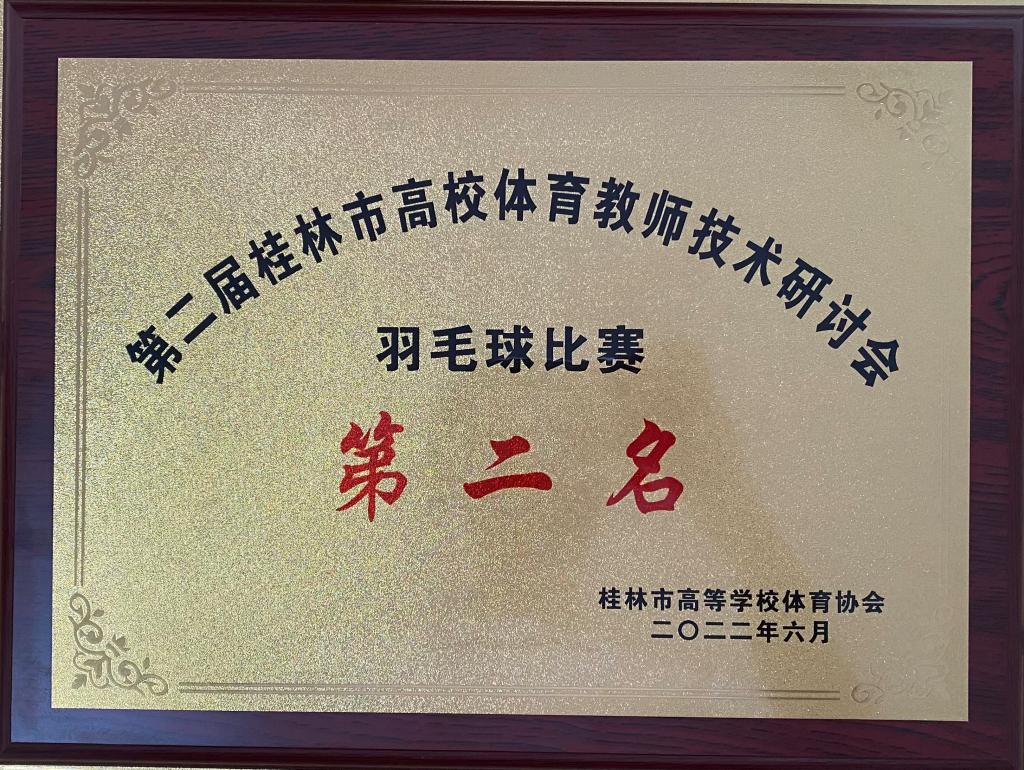 第二届桂林市高校体育教师技术研讨会
羽毛球比赛
第二名
桂林市高等学校体育协会
二〇二二年六月